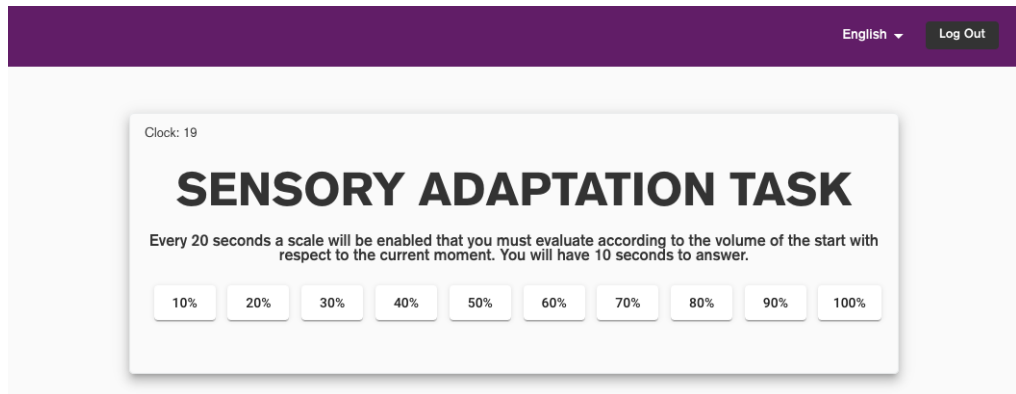 English
Log Out
Clock: 19
SENSORY ADAPTATION TASK
Every 20 seconds a scale will be enabled that you must evaluate according to the volume of the start with
respect to the current moment. You will have 10 seconds to answer.
10% 20% 30% 40% 50% 60% 70% 80% 90% 100%